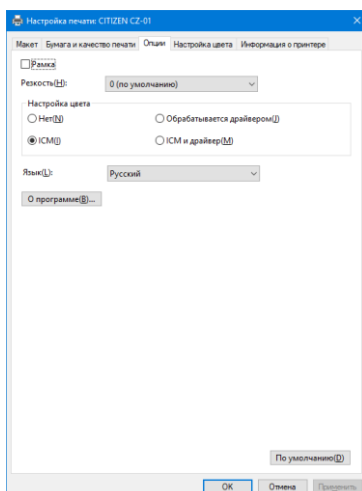 Настройка печати: CITIZEN CZ-01
Макет Бумага и качество печати Опции Настройка цвета Информация о принтере
Рамка
Резкость(H): 0 (по умолчанию)
Настройка цвета
Нет(N) Обрабатывается драйвером(J)
ICM(I) ICM и драйвер(M)
Язык(L): Русский
О программе(B)...
По умолчанию(D)
OK Отмена Применить